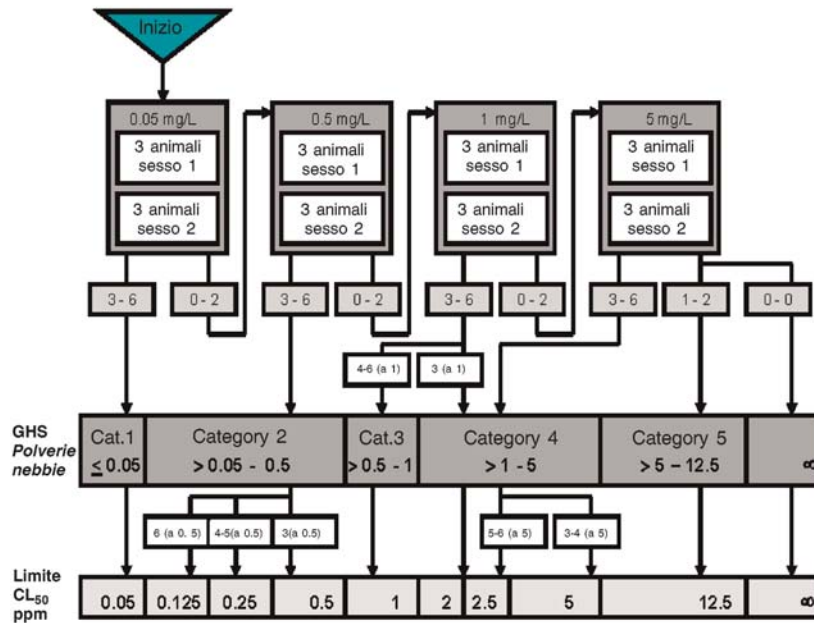 Inizio
0.05 mg/L
0.5 mg/L
1 mg/L
5 mg/L
3 animali
sesso 1
3 animali
sesso 1
3 animali
sesso 1
3 animali
sesso 1
3 animali
sesso 2
3 animali
sesso 2
3 animali
sesso 2
3 animali
sesso 2
3 - 6
0 - 2
3 - 6
0 - 2
3 - 6
0 - 2
3 - 6
1 - 2
0 - 0
4-6 (a 1)
3 (a 1)
GHS
Polverie
nebbie
Cat.1
≤ 0.05
Category 2
> 0.05 - 0.5
Cat.3
> 0.5 - 1
Category 4
> 1 - 5
Category 5
> 5 – 12.5
∞
6 (a 0. 5)
4-5(a 0.5)
3(a 0.5)
5-6 (a 5)
3-4 (a 5)
Limite
CL50
ppm
0.05
0.125
0.25
0.5
1
2
2.5
5
12.5
∞